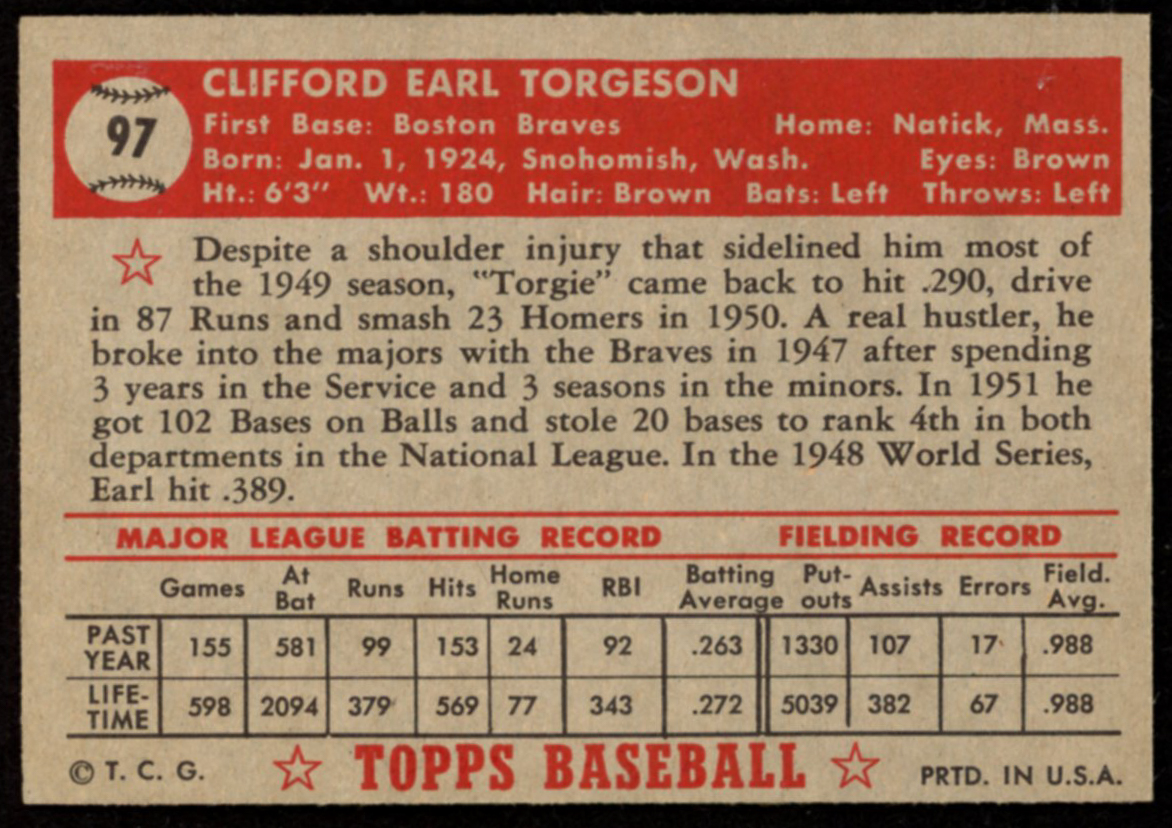 97
CLIFFORD EARL TORGESON
First Base: Boston Braves Home: Natick, Mass.
Born: Jan. 1, 1924, Snohomish, Wash. Eyes: Brown
Ht.: 6'3" Wt.: 180 Hair: Brown Bats: Left Throws: Left
Despite a shoulder injury that sidelined him most of
the 1949 season, "Torgie" came back to hit .290, drive
in 87 Runs and smash 23 Homers in 1950. A real hustler, he
broke into the majors with the Braves in 1947 after spending
3 years in the Service and 3 seasons in the minors. In 1951 he
got 102 Bases on Balls and stole 20 bases to rank 4th in both
departments in the National League. In the 1948 World Series,
Earl hit .389.
MAJOR LEAGUE BATTING RECORD FIELDING RECORD
Games At Bat Runs Hits Home Runs RBI Batting Average Put-outs Assists Errors Field. Avg.
PAST YEAR 155 581 99 153 24 92 .263 1330 107 17 .988
LIFE-TIME 598 2094 379 569 77 343 .272 5039 382 67 .988
© T. C. G. TOPPS BASEBALL PRTD. IN U.S.A.